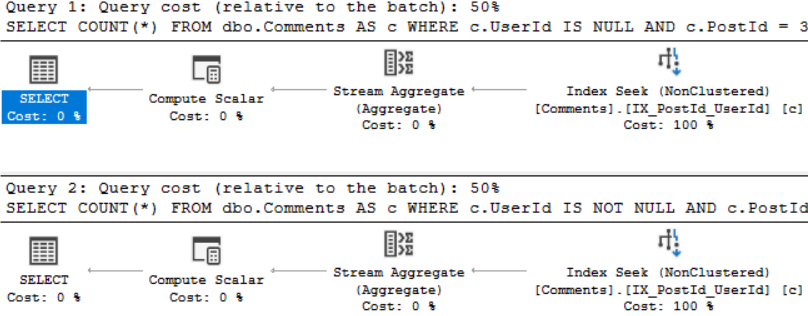 Query 1: Query cost (relative to the batch): 50%
SELECT COUNT(*) FROM dbo.Comments AS c WHERE c.UserId IS NULL AND c.PostId = 3
SELECT
Cost: 0 %
Compute Scalar
Cost: 0 %
Stream Aggregate
(Aggregate)
Cost: 0 %
Index Seek (NonClustered)
[Comments].[IX_PostId_UserId] [c]
Cost: 100 %
Query 2: Query cost (relative to the batch): 50%
SELECT COUNT(*) FROM dbo.Comments AS c WHERE c.UserId IS NOT NULL AND c.PostId
SELECT
Cost: 0 %
Compute Scalar
Cost: 0 %
Stream Aggregate
(Aggregate)
Cost: 0 %
Index Seek (NonClustered)
[Comments].[IX_PostId_UserId] [c]
Cost: 100 %